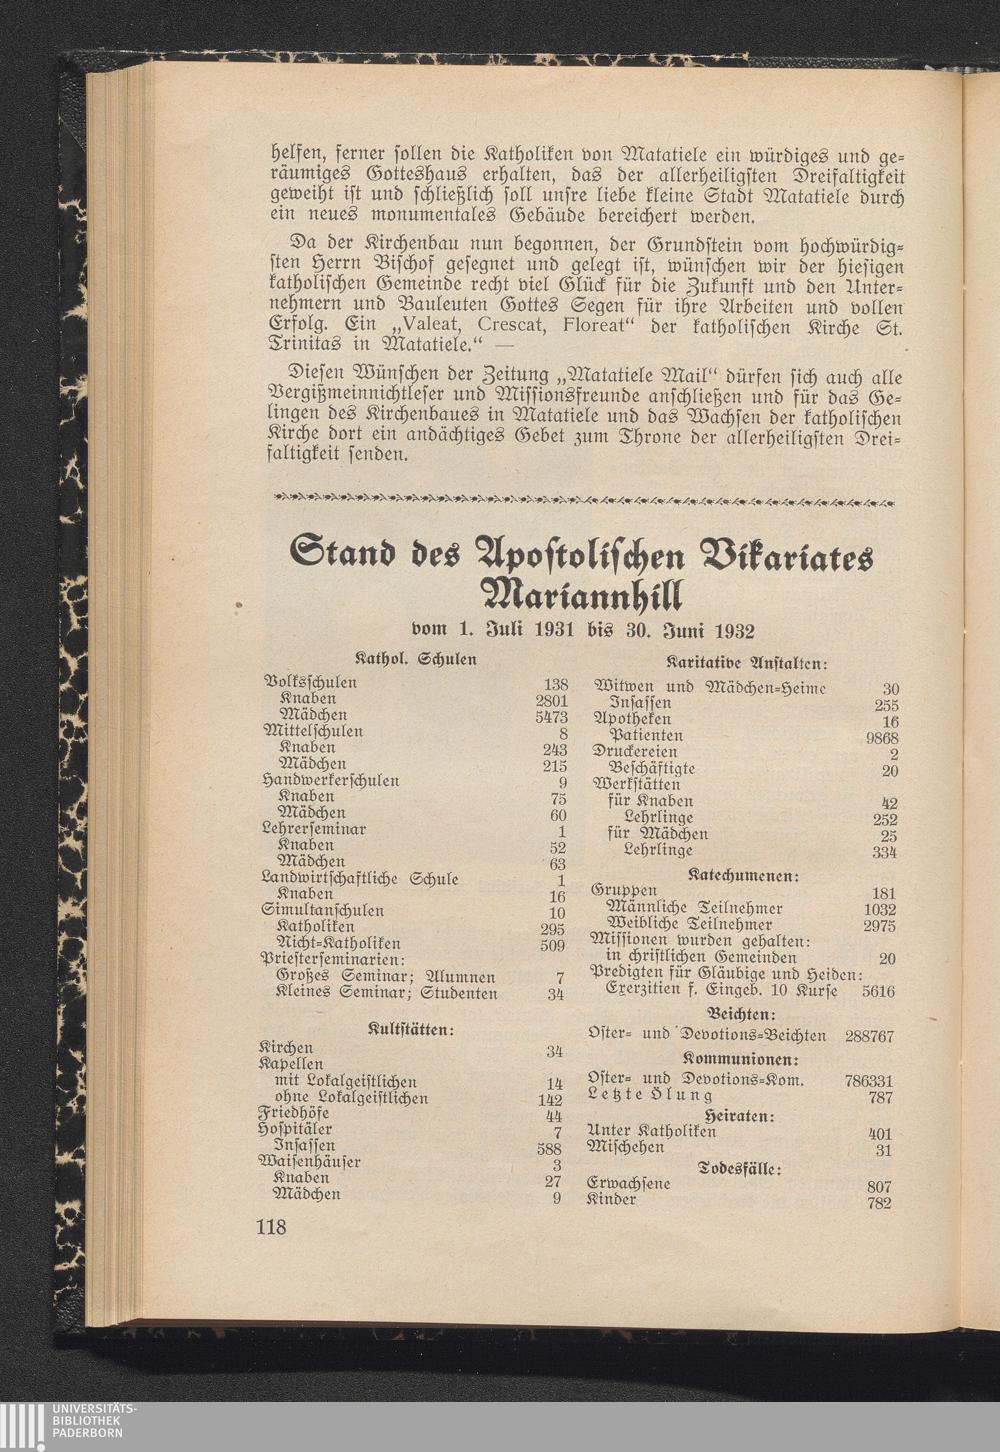 helfen, ferner sollen die Katholiken von Matatiele ein würdiges und ge-
räumiges Gotteshaus erhalten, das der allerheiligsten Dreifaltigkeit
geweiht ist und schließlich soll unsre liebe kleine Stadt Matatiele durch
ein neues monumentales Gebäude bereichert werden.
Da der Kirchenbau nun begonnen, der Grundstein vom hochwürdig-
sten Herrn Bischof gesegnet und gelegt ist, wünschen wir der hiesigen
katholischen Gemeinde recht viel Glück für die Zukunft und den Unter-
nehmern und Bauleuten Gottes Segen für ihre Arbeiten und vollen
Erfolg. Ein „Valeat, Crescat, Floreat“ der katholischen Kirche St.
Trinitas in Matatiele.“ —
Diesen Wünschen der Zeitung „Matatiele Mail“ dürfen sich auch alle
Vergißmeinnichtleser und Missionsfreunde anschließen und für das Ge-
lingen des Kirchenbaues in Matatiele und das Wachsen der katholischen
Kirche dort ein andächtiges Gebet zum Throne der allerheiligsten Drei-
faltigkeit senden.
Stand des Apostolischen Vikariates
Mariannhill
vom 1. Juli 1931 bis 30. Juni 1932
Kathol. Schulen
Volksschulen 138
Knaben 2801
Mädchen 5473
Mittelschulen 8
Knaben 243
Mädchen 215
Handwerkerschulen 9
Knaben 75
Mädchen 60
Lehrerseminar 1
Knaben 52
Mädchen 63
Landwirtschaftliche Schule 1
Knaben 16
Simultanschulen 10
Katholiken 295
Nicht-Katholiken 509
Priesterseminarien:
Großes Seminar; Alumnen 7
Kleines Seminar; Studenten 34
Kultstätten:
Kirchen 34
Kapellen
mit Lokalgeistlichen 14
ohne Lokalgeistlichen 142
Friedhöfe 44
Hospitäler 7
Insassen 588
Waisenhäuser 3
Knaben 27
Mädchen 9
Karitative Anstalten:
Witwen und Mädchen-Heime 30
Insassen 255
Apotheken 16
Patienten 9868
Druckereien 2
Beschäftigte 20
Werkstätten
für Knaben 42
Lehrlinge 252
für Mädchen 25
Lehrlinge 334
Katechumenen:
Gruppen 181
Männliche Teilnehmer 1032
Weibliche Teilnehmer 2975
Missionen wurden gehalten:
in christlichen Gemeinden 20
Predigten für Gläubige und Heiden:
Exerzitien f. Eingeb. 10 Kurse 5616
Beichten:
Oster- und Devotions-Beichten 288767
Kommunionen:
Oster- und Devotions-Kom. 786331
Letzte Ölung 787
Heiraten:
Unter Katholiken 401
Mischehen 31
Todesfälle:
Erwachsene 807
Kinder 782
118
UNIVERSITÄTS-
BIBLIOTHEK
PADERBORN